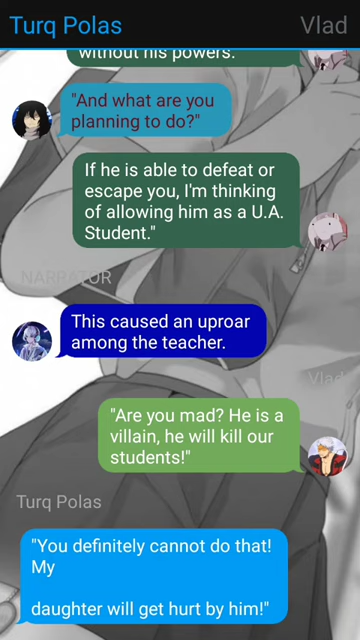 Turq Polas
Vlad
without his powers.
"And what are you
planning to do?"
If he is able to defeat or
escape you, I'm thinking
of allowing him as a U.A.
Student."
NARRATOR
This caused an uproar
among the teacher.
Vlad
"Are you mad? He is a
villain, he will kill our
students!"
Turq Polas
"You definitely cannot do that!
My
daughter will get hurt by him!"